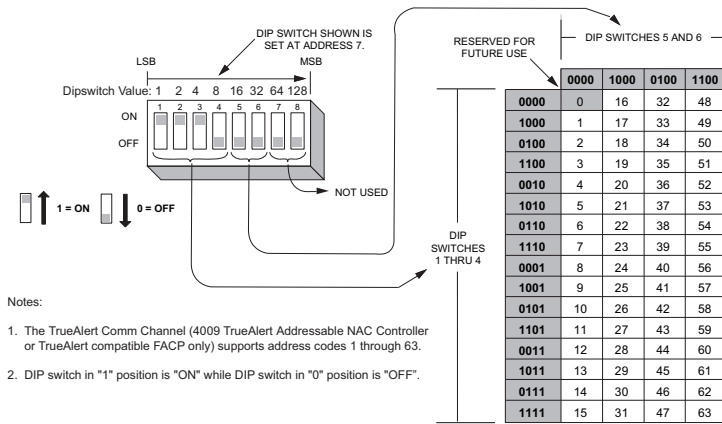 DIP SWITCH SHOWN IS
SET AT ADDRESS 7.
LSB MSB
Dipswitch Value: 1 2 4 8 16 32 64 128
1 2 3 4 5 6 7 8
ON
OFF
NOT USED
1 = ON 0 = OFF
RESERVED FOR
FUTURE USE
DIP SWITCHES 5 AND 6
DIP
SWITCHES
1 THRU 4
0000 1000 0100 1100
0000 0 16 32 48
1000 1 17 33 49
0100 2 18 34 50
1100 3 19 35 51
0010 4 20 36 52
1010 5 21 37 53
0110 6 22 38 54
1110 7 23 39 55
0001 8 24 40 56
1001 9 25 41 57
0101 10 26 42 58
1101 11 27 43 59
0011 12 28 44 60
1011 13 29 45 61
0111 14 30 46 62
1111 15 31 47 63
Notes:
1. The TrueAlert Comm Channel (4009 TrueAlert Addressable NAC Controller
or TrueAlert compatible FACP only) supports address codes 1 through 63.
2. DIP switch in "1" position is "ON" while DIP switch in "0" position is "OFF".